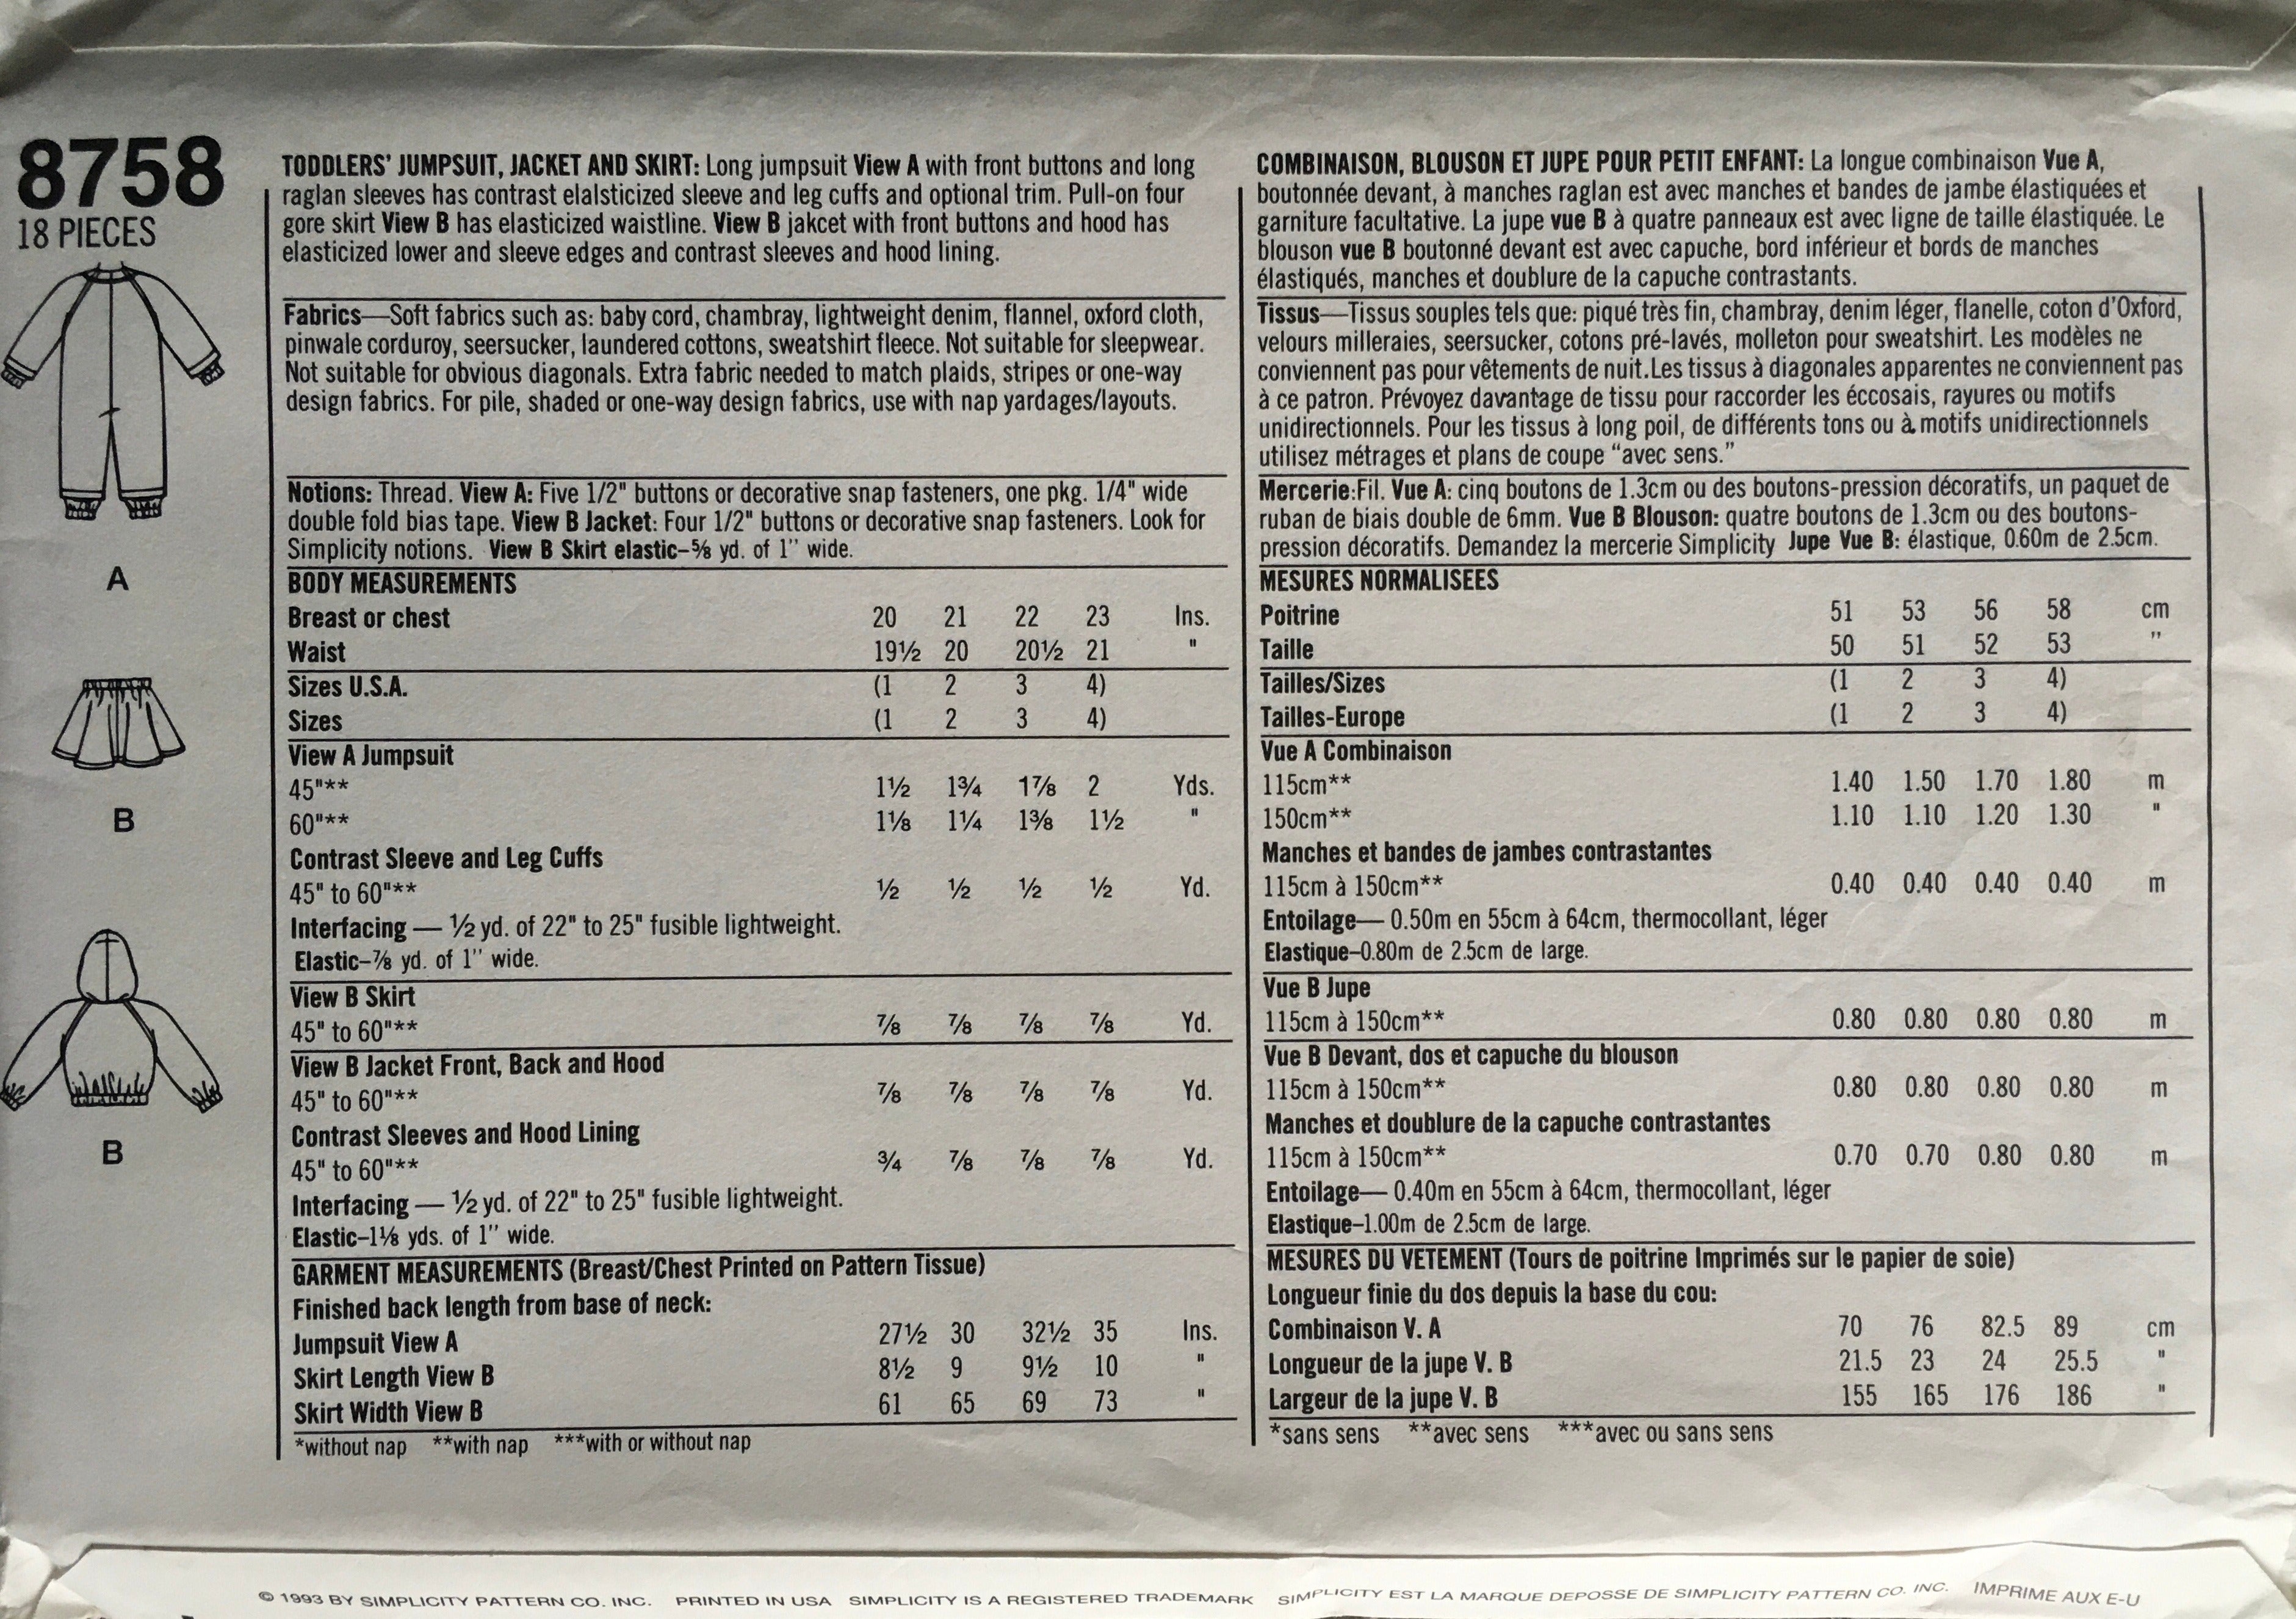 8758
18 PIECES
A
B
B
TODDLERS' JUMPSUIT, JACKET AND SKIRT: Long jumpsuit View A with front buttons and long
raglan sleeves has contrast elalsticized sleeve and leg cuffs and optional trim. Pull-on four
gore skirt View B has elasticized waistline. View B jakcet with front buttons and hood has
elasticized lower and sleeve edges and contrast sleeves and hood lining.
Fabrics—Soft fabrics such as: baby cord, chambray, lightweight denim, flannel, oxford cloth,
pinwale corduroy, seersucker, laundered cottons, sweatshirt fleece. Not suitable for sleepwear.
Not suitable for obvious diagonals. Extra fabric needed to match plaids, stripes or one-way
design fabrics. For pile, shaded or one-way design fabrics, use with nap yardages/layouts.
Notions: Thread. View A: Five 1/2" buttons or decorative snap fasteners, one pkg. 1/4" wide
double fold bias tape. View B Jacket: Four 1/2" buttons or decorative snap fasteners. Look for
Simplicity notions. View B Skirt elastic–⅝ yd. of 1" wide.
BODY MEASUREMENTS
Breast or chest 20 21 22 23 Ins.
Waist 19½ 20 20½ 21 "
Sizes U.S.A. (1 2 3 4)
Sizes (1 2 3 4)
View A Jumpsuit
45"** 1½ 1¾ 1⅞ 2 Yds.
60"** 1⅛ 1¼ 1⅜ 1½ "
Contrast Sleeve and Leg Cuffs
45" to 60"** ½ ½ ½ ½ Yd.
Interfacing — ½ yd. of 22" to 25" fusible lightweight.
Elastic–⅞ yd. of 1" wide.
View B Skirt
45" to 60"** ⅞ ⅞ ⅞ ⅞ Yd.
View B Jacket Front, Back and Hood
45" to 60"** ⅞ ⅞ ⅞ ⅞ Yd.
Contrast Sleeves and Hood Lining
45" to 60"** ¾ ⅞ ⅞ ⅞ Yd.
Interfacing — ½ yd. of 22" to 25" fusible lightweight.
Elastic–1⅛ yds. of 1" wide.
GARMENT MEASUREMENTS (Breast/Chest Printed on Pattern Tissue)
Finished back length from base of neck:
Jumpsuit View A 27½ 30 32½ 35 Ins.
Skirt Length View B 8½ 9 9½ 10 "
Skirt Width View B 61 65 69 73 "
*without nap **with nap ***with or without nap
COMBINAISON, BLOUSON ET JUPE POUR PETIT ENFANT: La longue combinaison Vue A,
boutonnée devant, à manches raglan est avec manches et bandes de jambe élastiquées et
garniture facultative. La jupe vue B à quatre panneaux est avec ligne de taille élastiquée. Le
blouson vue B boutonné devant est avec capuche, bord inférieur et bords de manches
élastiqués, manches et doublure de la capuche contrastants.
Tissus—Tissus souples tels que: piqué très fin, chambray, denim léger, flanelle, coton d'Oxford,
velours milleraies, seersucker, cotons pré-lavés, molleton pour sweatshirt. Les modèles ne
conviennent pas pour vêtements de nuit.Les tissus à diagonales apparentes ne conviennent pas
à ce patron. Prévoyez davantage de tissu pour raccorder les éccosais, rayures ou motifs
unidirectionnels. Pour les tissus à long poil, de différents tons ou à motifs unidirectionnels
utilisez métrages et plans de coupe “avec sens.”
Mercerie:Fil. Vue A: cinq boutons de 1.3cm ou des boutons-pression décoratifs, un paquet de
ruban de biais double de 6mm. Vue B Blouson: quatre boutons de 1.3cm ou des boutons-
pression décoratifs. Demandez la mercerie Simplicity Jupe Vue B: élastique, 0.60m de 2.5cm.
MESURES NORMALISEES
Poitrine 51 53 56 58 cm
Taille 50 51 52 53 "
Tailles/Sizes (1 2 3 4)
Tailles-Europe (1 2 3 4)
Vue A Combinaison
115cm** 1.40 1.50 1.70 1.80 m
150cm** 1.10 1.10 1.20 1.30 "
Manches et bandes de jambes contrastantes
115cm à 150cm** 0.40 0.40 0.40 0.40 m
Entoilage— 0.50m en 55cm à 64cm, thermocollant, léger
Elastique–0.80m de 2.5cm de large.
Vue B Jupe
115cm à 150cm** 0.80 0.80 0.80 0.80 m
Vue B Devant, dos et capuche du blouson
115cm à 150cm** 0.80 0.80 0.80 0.80 m
Manches et doublure de la capuche contrastantes
115cm à 150cm** 0.70 0.70 0.80 0.80 m
Entoilage— 0.40m en 55cm à 64cm, thermocollant, léger
Elastique–1.00m de 2.5cm de large.
MESURES DU VETEMENT (Tours de poitrine Imprimés sur le papier de soie)
Longueur finie du dos depuis la base du cou:
Combinaison V. A 70 76 82.5 89 cm
Longueur de la jupe V. B 21.5 23 24 25.5 "
Largeur de la jupe V. B 155 165 176 186 "
*sans sens **avec sens ***avec ou sans sens
© 1993 BY SIMPLICITY PATTERN CO. INC. PRINTED IN USA SIMPLICITY IS A REGISTERED TRADEMARK SIMPLICITY EST LA MARQUE DEPOSSE DE SIMPLICITY PATTERN CO. INC. IMPRIME AUX E-U